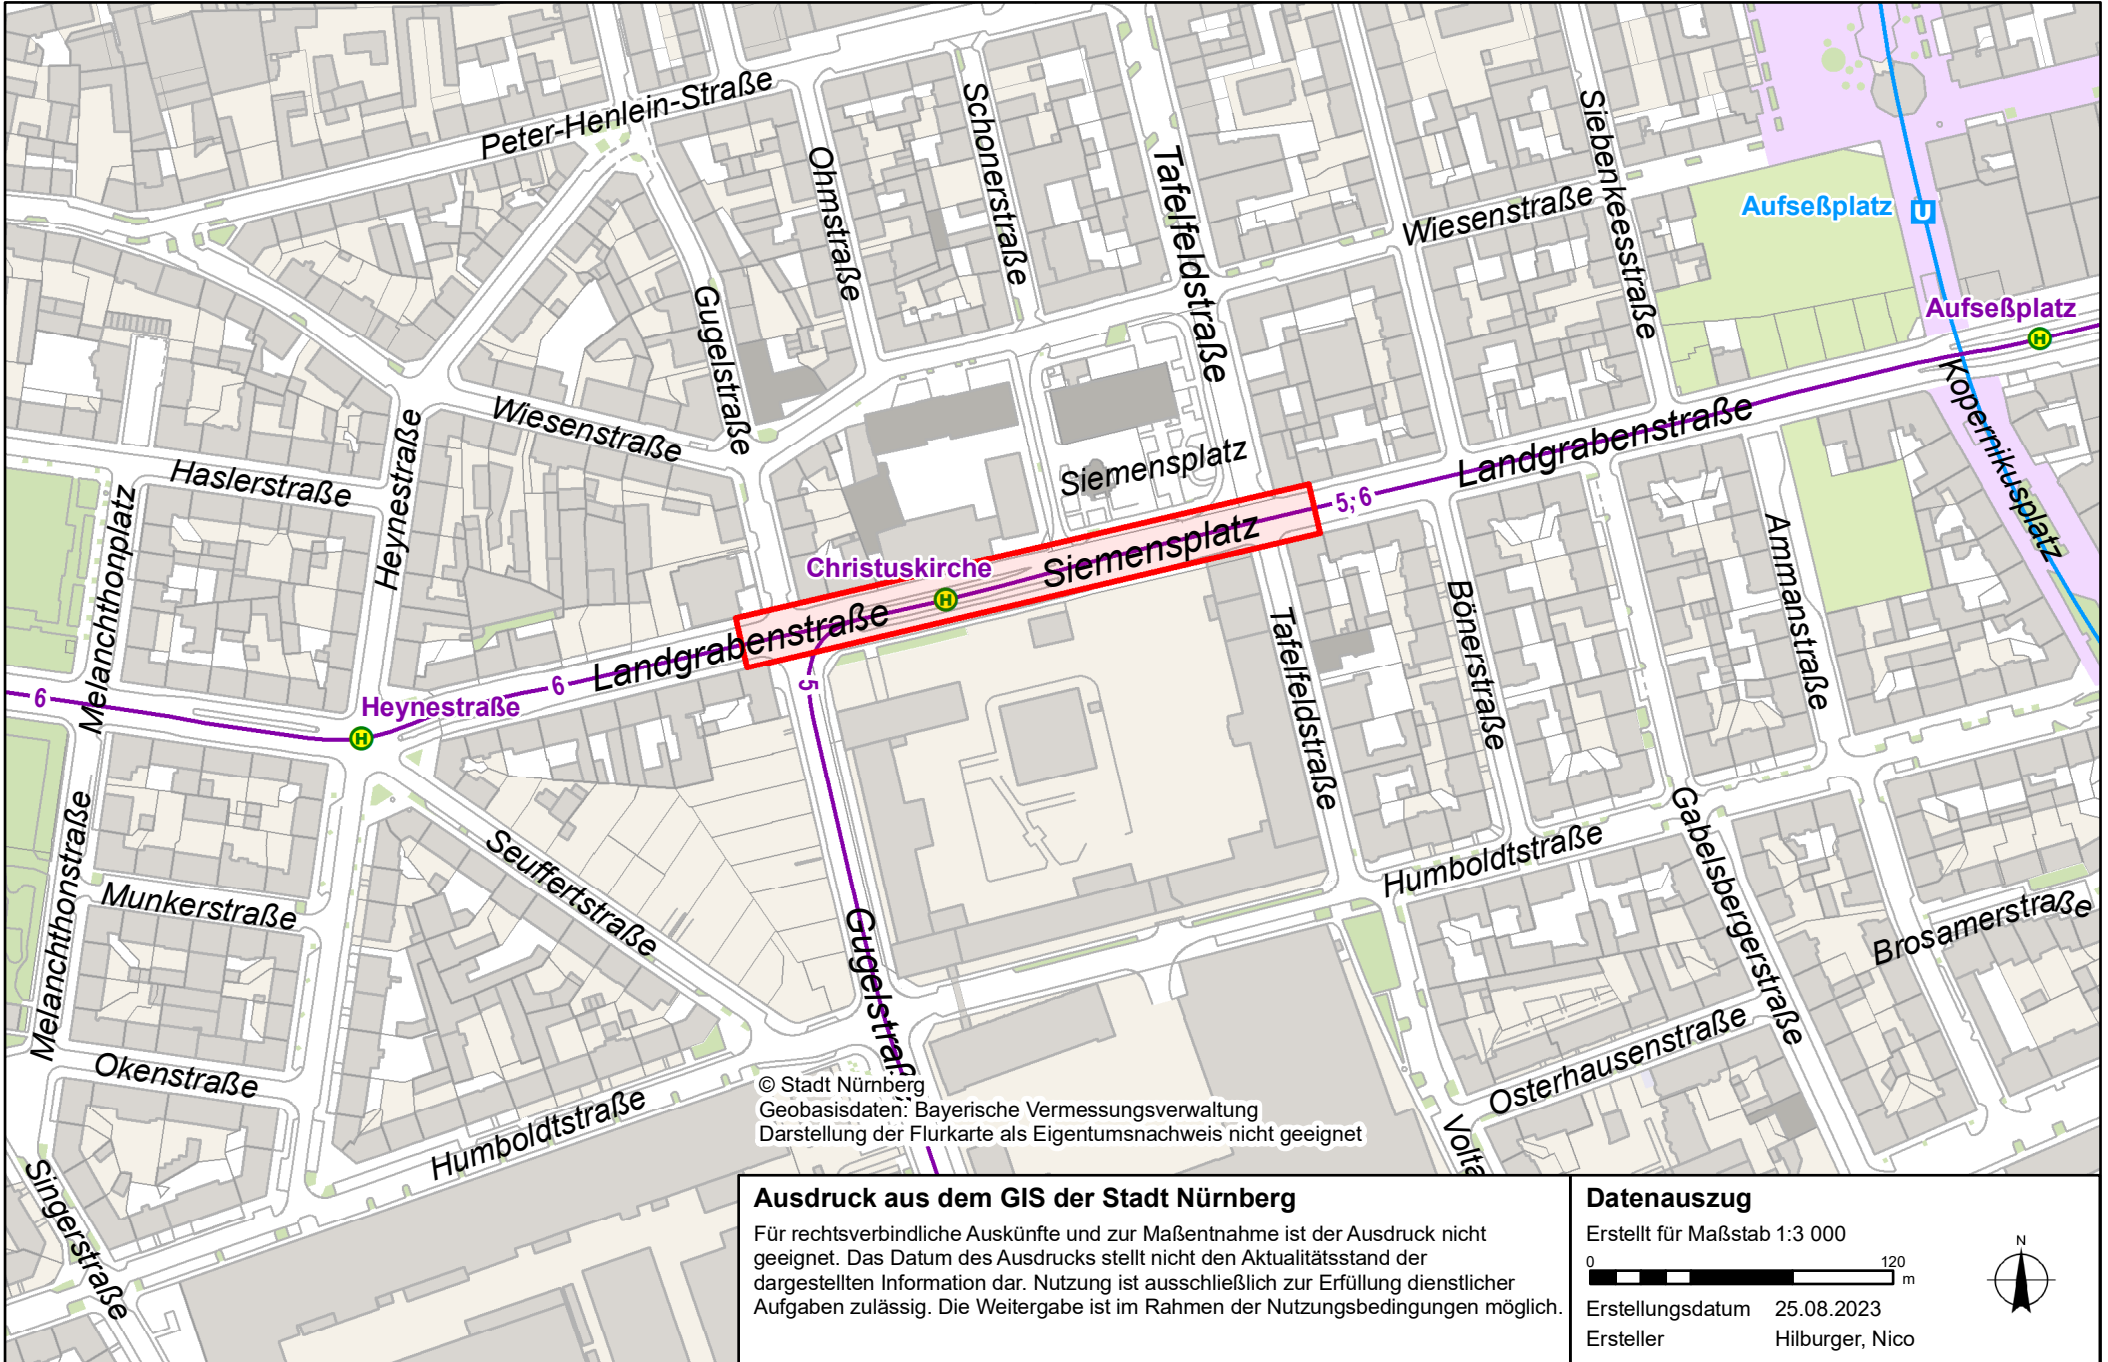 Peter-Henlein-Straße
Schonerstraße
Siebenkeesstraße
Ohmstraße
Tafelfeldstraße
Wiesenstraße
Aufseßplatz
U
Gugelstraße
Aufseßplatz
H
Wiesenstraße
Heynestraße
Kopernikusplatz
Landgrabenstraße
Haslerstraße
Siemensplatz
5; 6
Melanchthonplatz
Siemensplatz
Ammanstraße
Christuskirche
H
Landgrabenstraße
Bönerstraße
Tafelfeldstraße
6
6
5
Heynestraße
H
Melanchthonstraße
Seuffertstraße
Gabelsbergerstraße
Humboldtstraße
Munkerstraße
Gugelstraß
Brosamerstraße
Okenstraße
Osterhausenstraße
Humboldtstraße
Volta
Singerstraße
© Stadt Nürnberg
Geobasisdaten: Bayerische Vermessungsverwaltung
Darstellung der Flurkarte als Eigentumsnachweis nicht geeignet
Ausdruck aus dem GIS der Stadt Nürnberg
Für rechtsverbindliche Auskünfte und zur Maßentnahme ist der Ausdruck nicht
geeignet. Das Datum des Ausdrucks stellt nicht den Aktualitätsstand der
dargestellten Information dar. Nutzung ist ausschließlich zur Erfüllung dienstlicher
Aufgaben zulässig. Die Weitergabe ist im Rahmen der Nutzungsbedingungen möglich.
Datenauszug
Erstellt für Maßstab 1:3 000
0 120
m
Erstellungsdatum 25.08.2023
Ersteller Hilburger, Nico
N